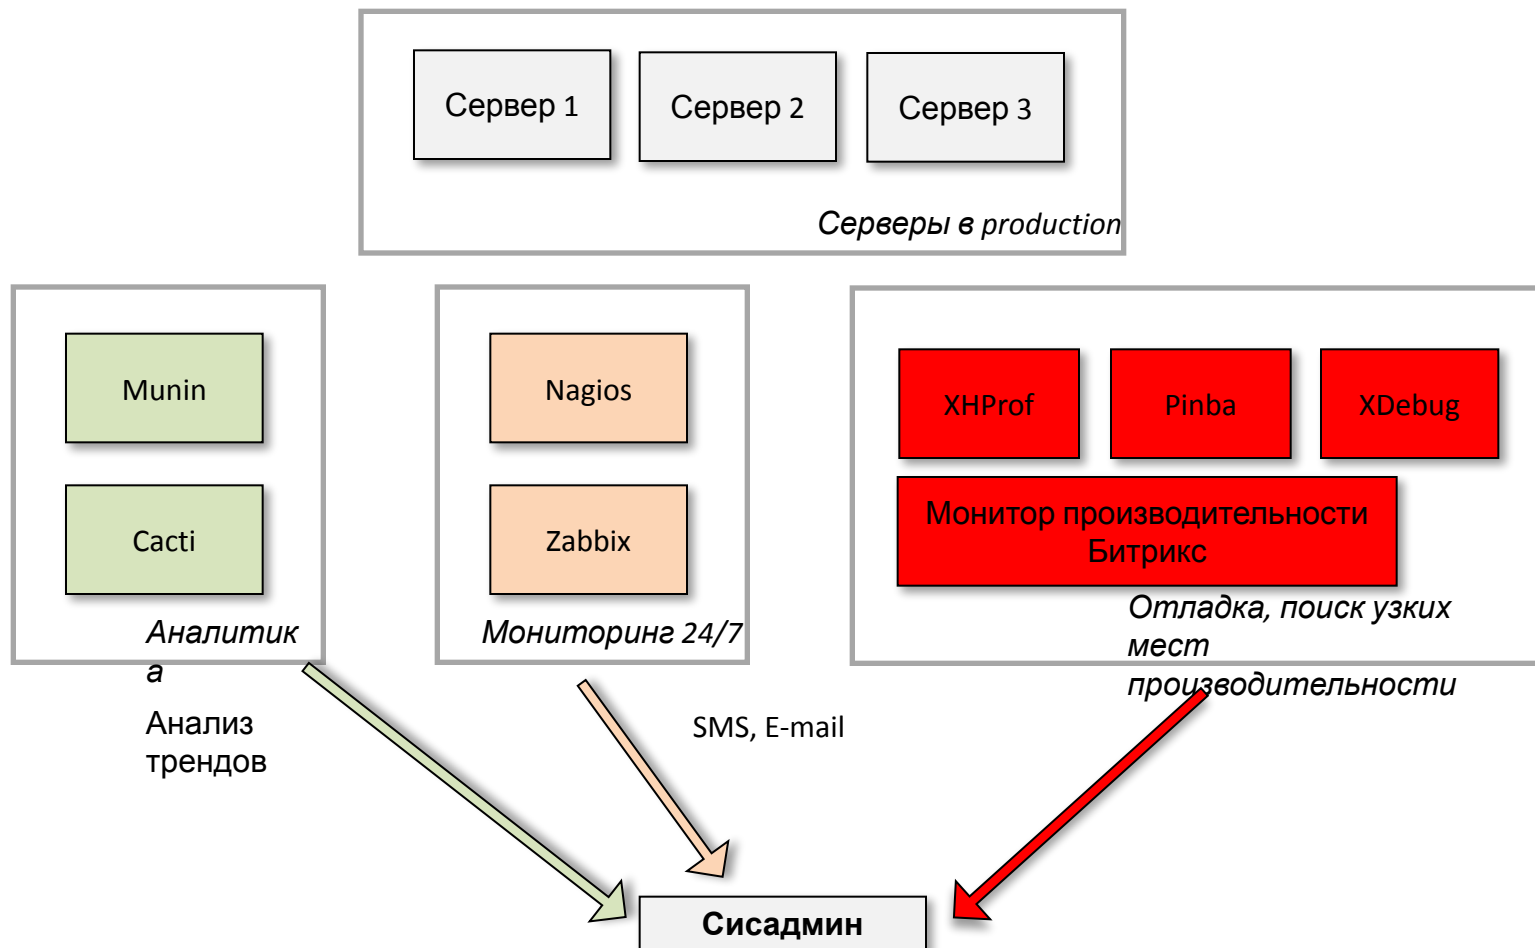 Сервер 1
Сервер 2
Сервер 3
Серверы в production
Munin
Cacti
Аналитик
а
Анализ
трендов
Nagios
Zabbix
Мониторинг 24/7
SMS, E-mail
XHProf
Pinba
XDebug
Монитор производительности
Битрикс
Отладка, поиск узких
мест
производительности
Сисадмин